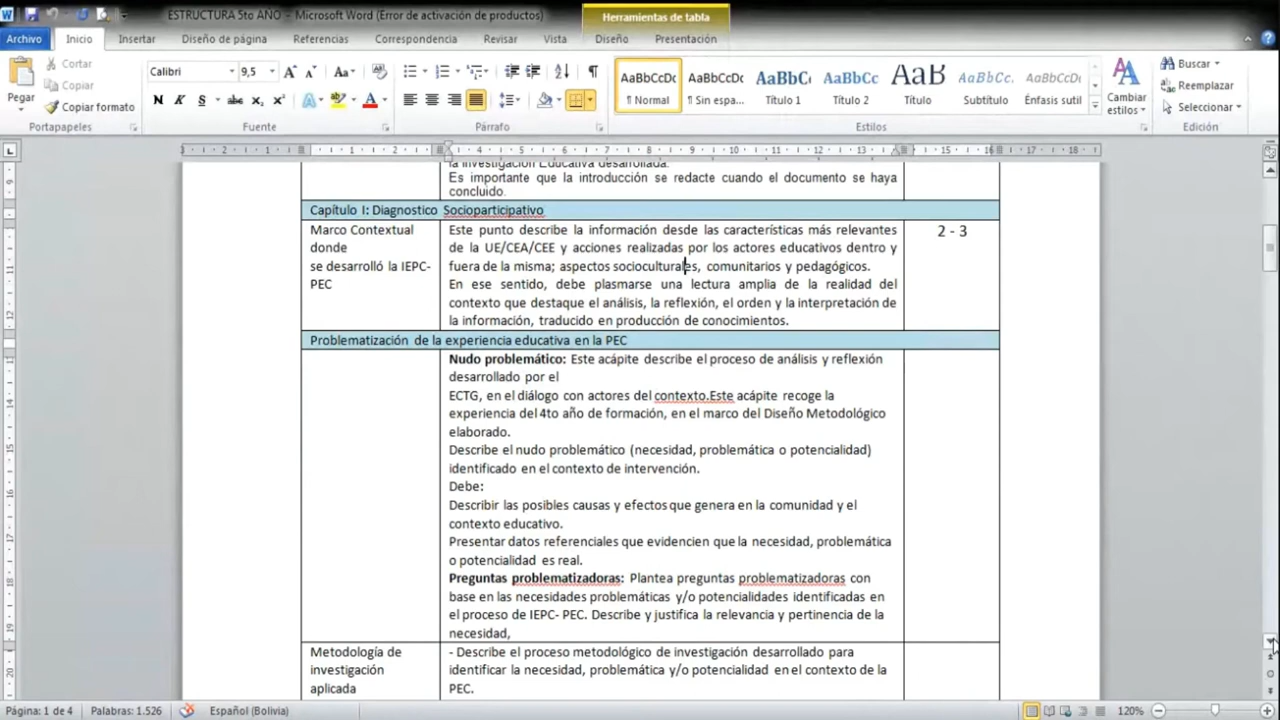 ESTRUCTURA 5to AÑO - Microsoft Word (Error de activación de productos)
Herramientas de tabla
Archivo
Inicio
Insertar
Diseño de página
Referencias
Correspondencia
Revisar
Vista
Diseño
Presentación
Pegar
Cortar
Copiar
Copiar formato
Portapapeles
Calibri
9,5
Fuente
Párrafo
AaBbCcDc
¶ Normal
AaBbCcDc
¶ Sin espa...
AaBbC
Título 1
AaBbCc
Título 2
AaB
Título
AaBbCc
Subtítulo
AaBbCcDc
Énfasis sutil
Cambiar
estilos
Estilos
Buscar
Reemplazar
Seleccionar
Edición
la investigación Educativa desarrollada.
Es importante que la introducción se redacte cuando el documento se haya
concluido.
Capítulo I: Diagnostico Socioparticipativo
Marco Contextual
donde
se desarrolló la IEPC-
PEC
Este punto describe la información desde las características más relevantes
de la UE/CEA/CEE y acciones realizadas por los actores educativos dentro y
fuera de la misma; aspectos socioculturales, comunitarios y pedagógicos.
En ese sentido, debe plasmarse una lectura amplia de la realidad del
contexto que destaque el análisis, la reflexión, el orden y la interpretación de
la información, traducido en producción de conocimientos.
2 - 3
Problematización de la experiencia educativa en la PEC
Nudo problemático: Este acápite describe el proceso de análisis y reflexión
desarrollado por el
ECTG, en el diálogo con actores del contexto.Este acápite recoge la
experiencia del 4to año de formación, en el marco del Diseño Metodológico
elaborado.
Describe el nudo problemático (necesidad, problemática o potencialidad)
identificado en el contexto de intervención.
Debe:
Describir las posibles causas y efectos que genera en la comunidad y el
contexto educativo.
Presentar datos referenciales que evidencien que la necesidad, problemática
o potencialidad es real.
Preguntas problematizadoras: Plantea preguntas problematizadoras con
base en las necesidades problemáticas y/o potencialidades identificadas en
el proceso de IEPC- PEC. Describe y justifica la relevancia y pertinencia de la
necesidad,
Metodología de
investigación
aplicada
- Describe el proceso metodológico de investigación desarrollado para
identificar la necesidad, problemática y/o potencialidad en el contexto de la
PEC.
Página: 1 de 4
Palabras: 1.526
Español (Bolivia)
120%